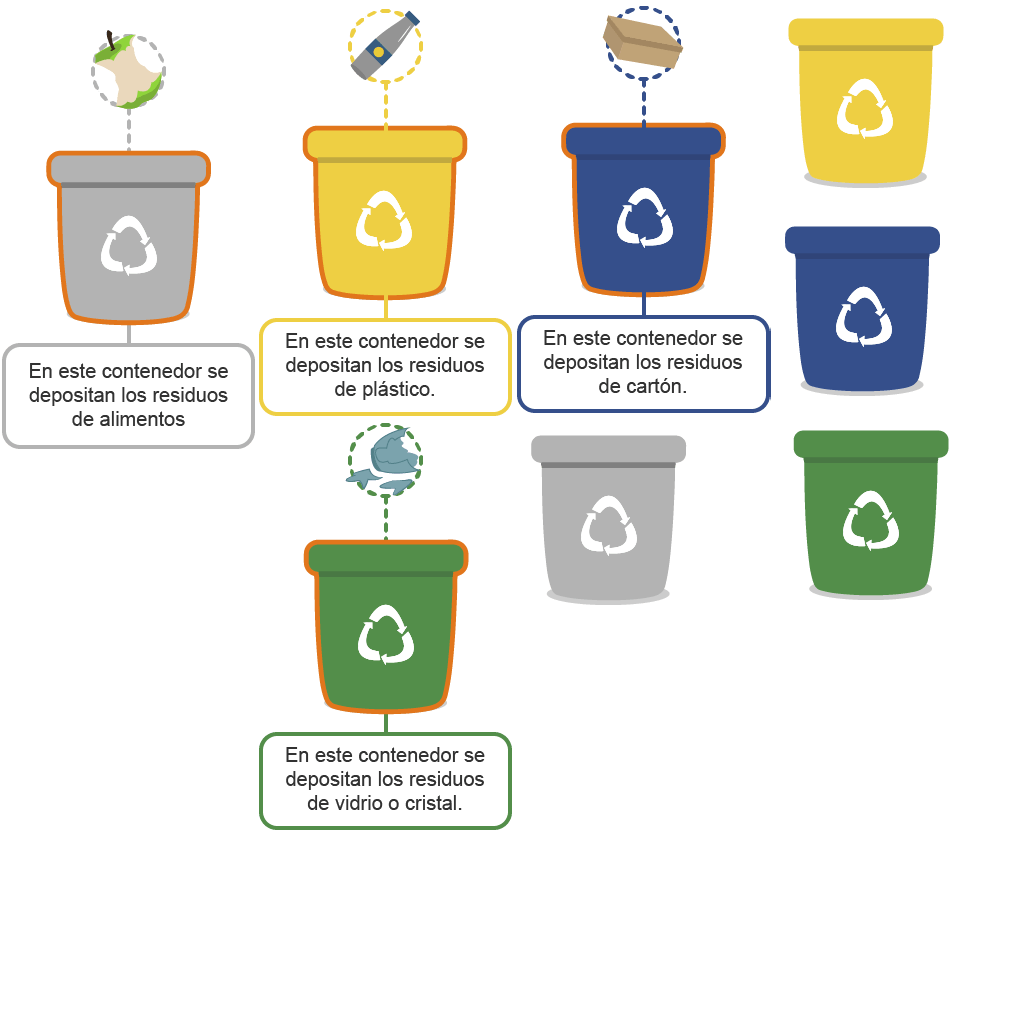 En este contenedor se
depositan los residuos
de alimentos
En este contenedor se
depositan los residuos
de plástico.
En este contenedor se
depositan los residuos
de cartón.
En este contenedor se
depositan los residuos
de vidrio o cristal.